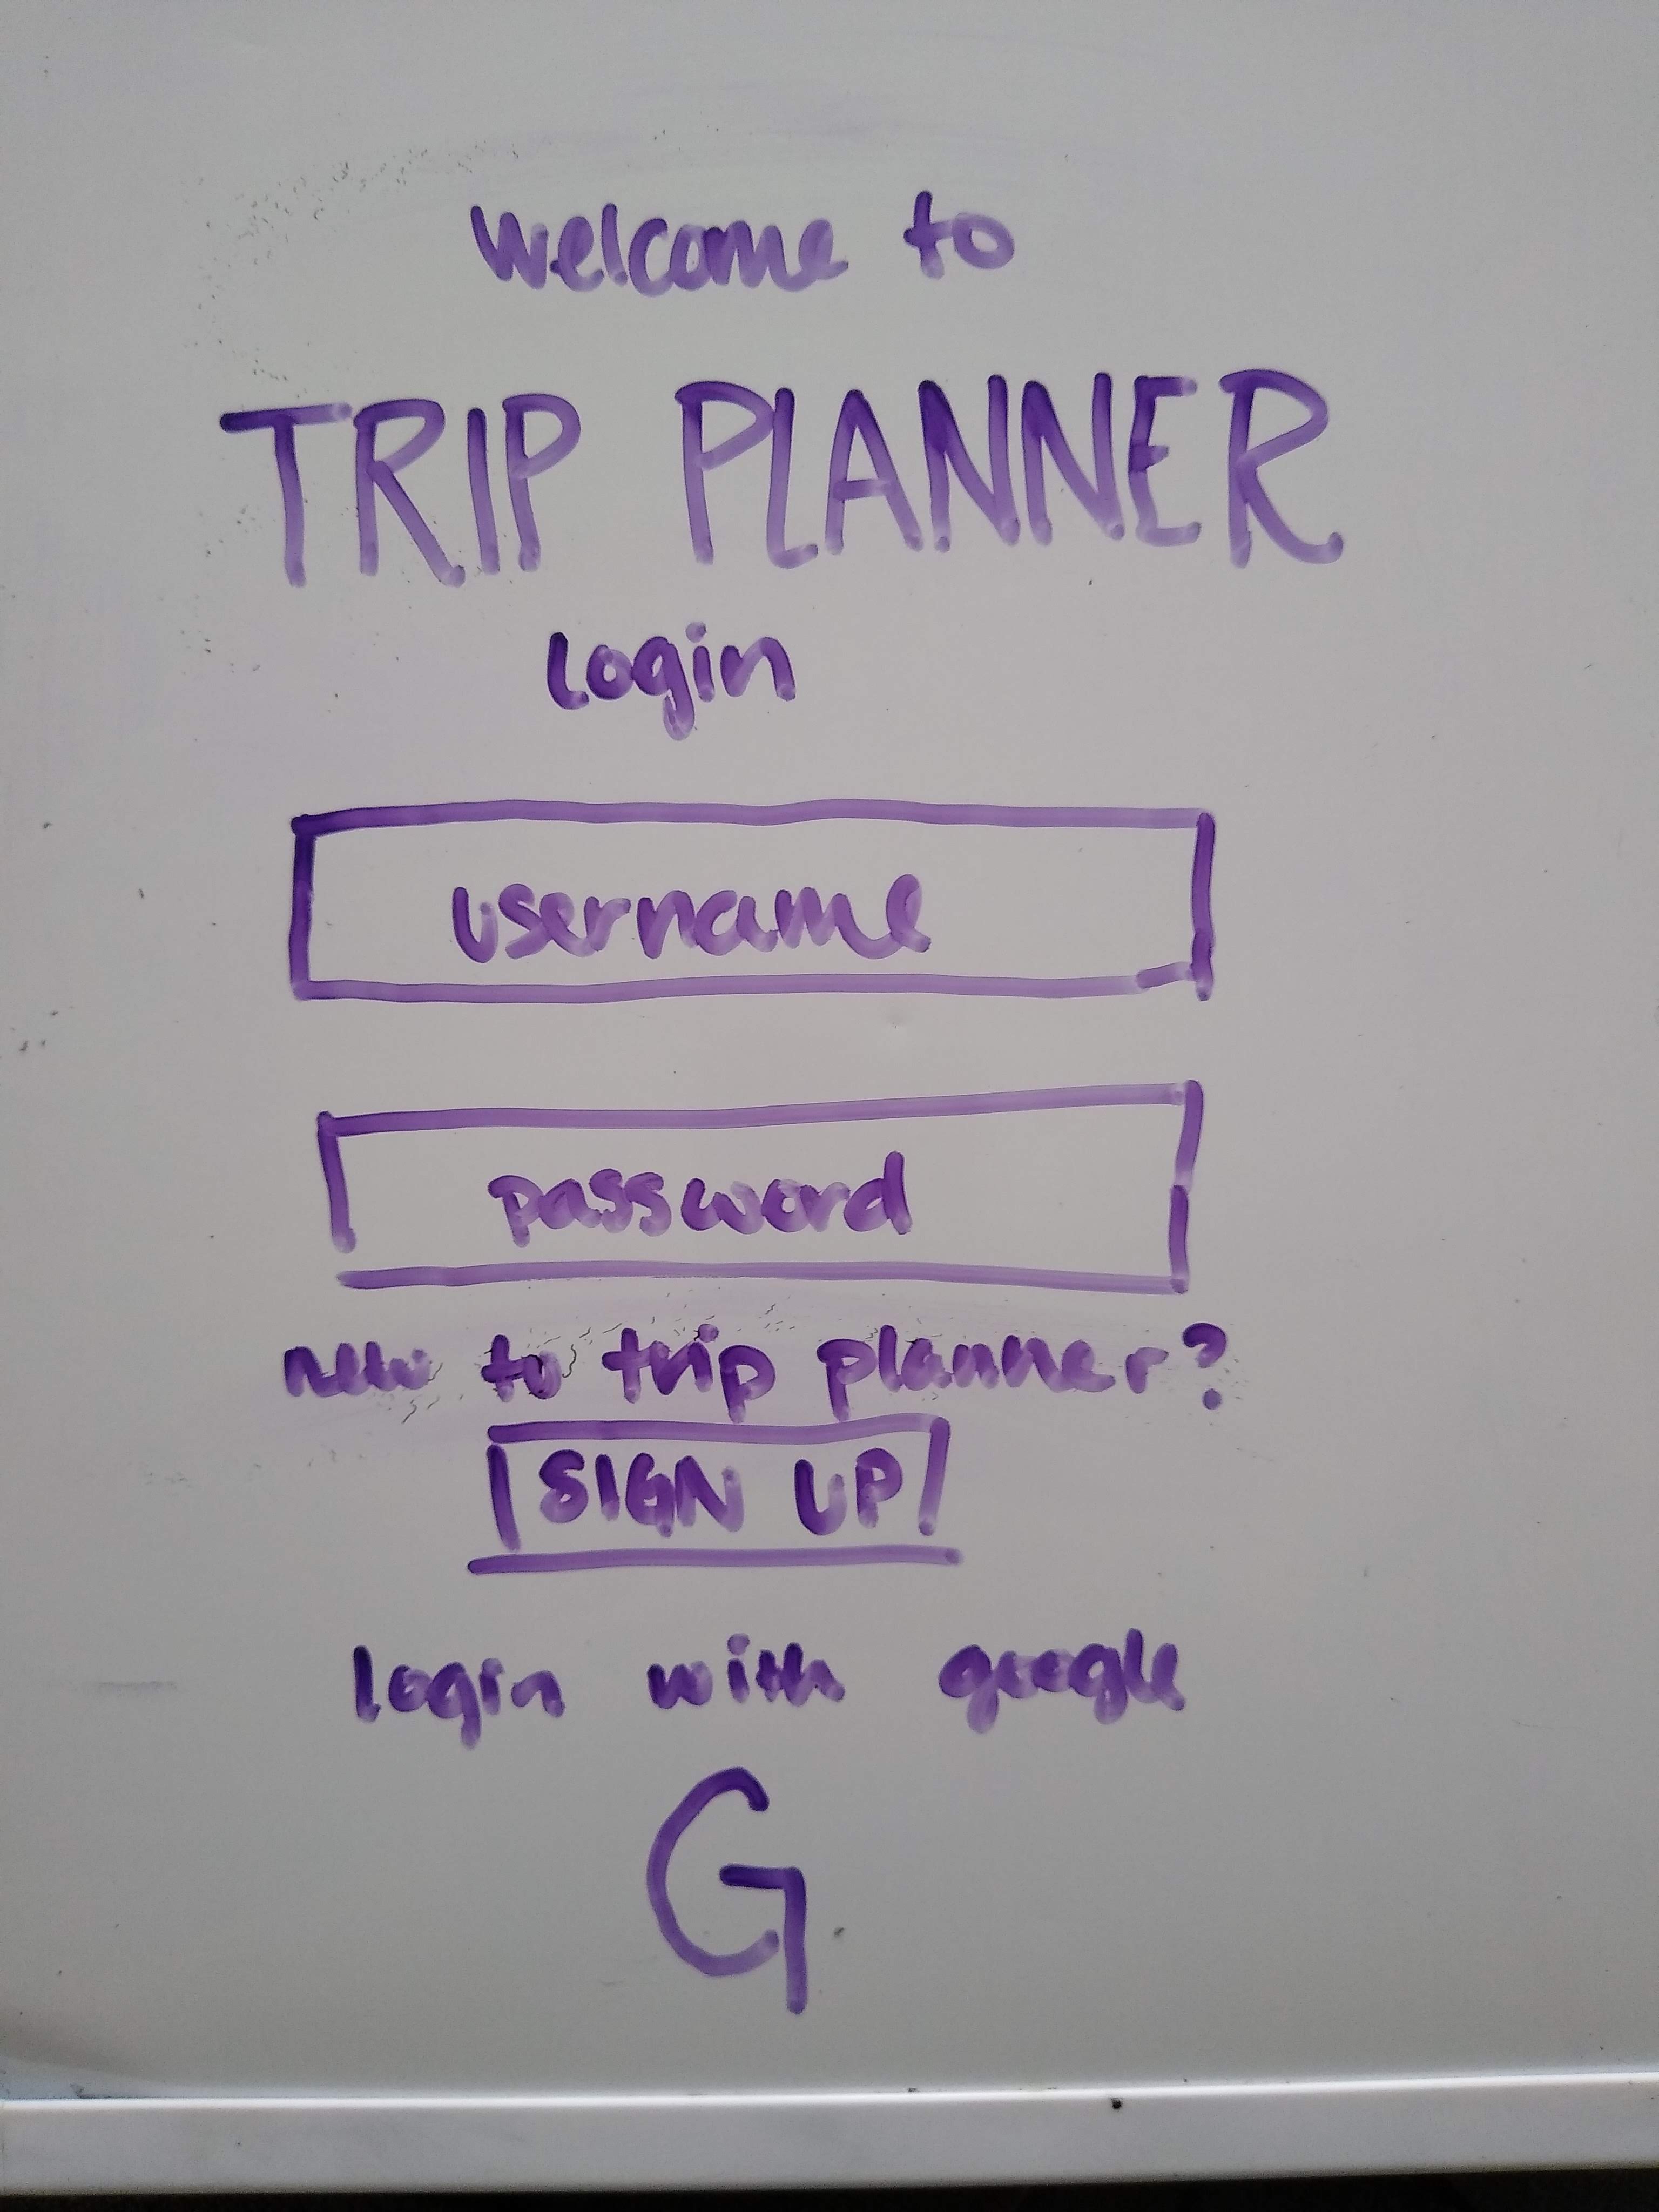 welcome to
TRIP PLANNER
login
username
password
new to trip planner?
SIGN UP
login with google
G